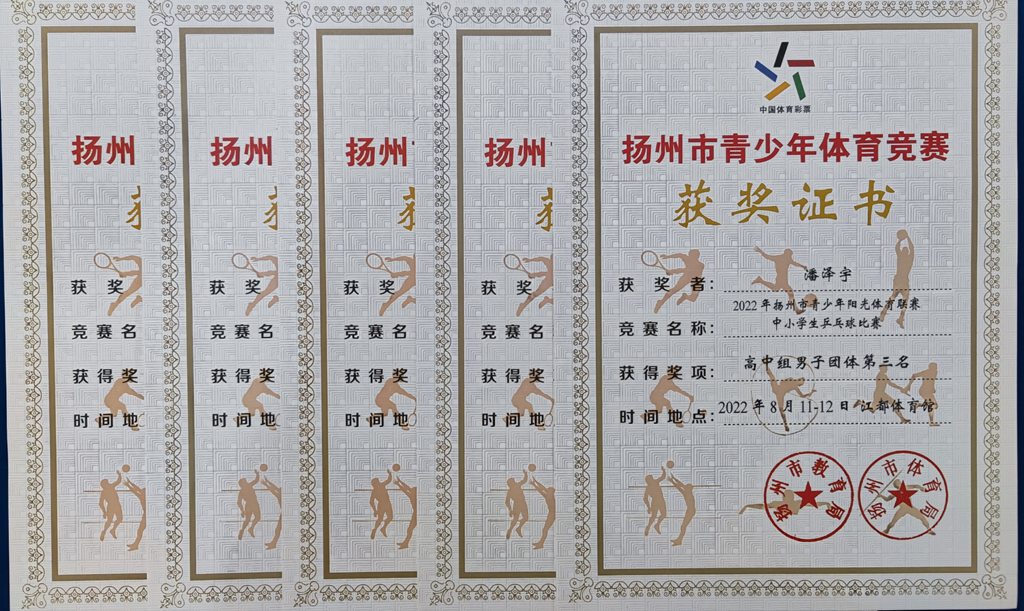 扬州
获奖
竞赛名
获得奖
时间地
扬州
获奖
竞赛名
获得奖
时间地
扬州
获奖
竞赛名
获得奖
时间地
扬州
获奖
竞赛名
获得奖
时间地
中国体育彩票
扬州市青少年体育竞赛
获奖证书
获奖者：潘泽宇
2022年扬州市青少年阳光体育联赛
竞赛名称：中小学生乒乓球比赛
获得奖项：高中组男子团体第三名
时间地点：2022年8月11-12日 江都体育馆
扬州市教育局
扬州市体育局